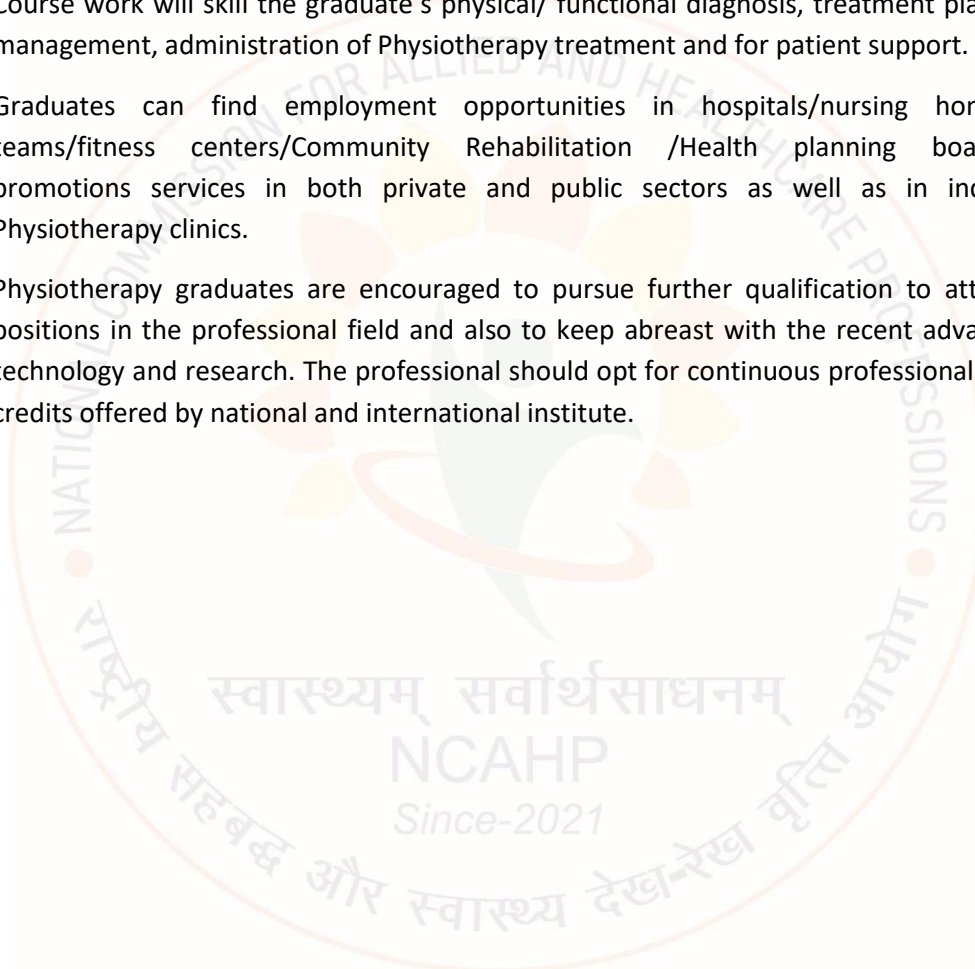 Course work will skill the graduate's physical/ functional diagnosis, treatment pla
management, administration of Physiotherapy treatment and for patient support.
Graduates can find employment opportunities in hospitals/nursing hon
teams/fitness centers/Community Rehabilitation /Health planning boa
promotions services in both private and public sectors as well as in ind
Physiotherapy clinics.
Physiotherapy graduates are encouraged to pursue further qualification to att
positions in the professional field and also to keep abreast with the recent adva
technology and research. The professional should opt for continuous professional
credits offered by national and international institute.
NATIONAL COMMISSION FOR ALLIED AND HEALTHCARE PROFESSIONS
स्वास्थ्यम् सर्वार्थसाधनम्
NCAHP
Since-2021
राष्ट्रीय सहबद्ध और स्वास्थ्य देख-रेख वृत्ति आयोग